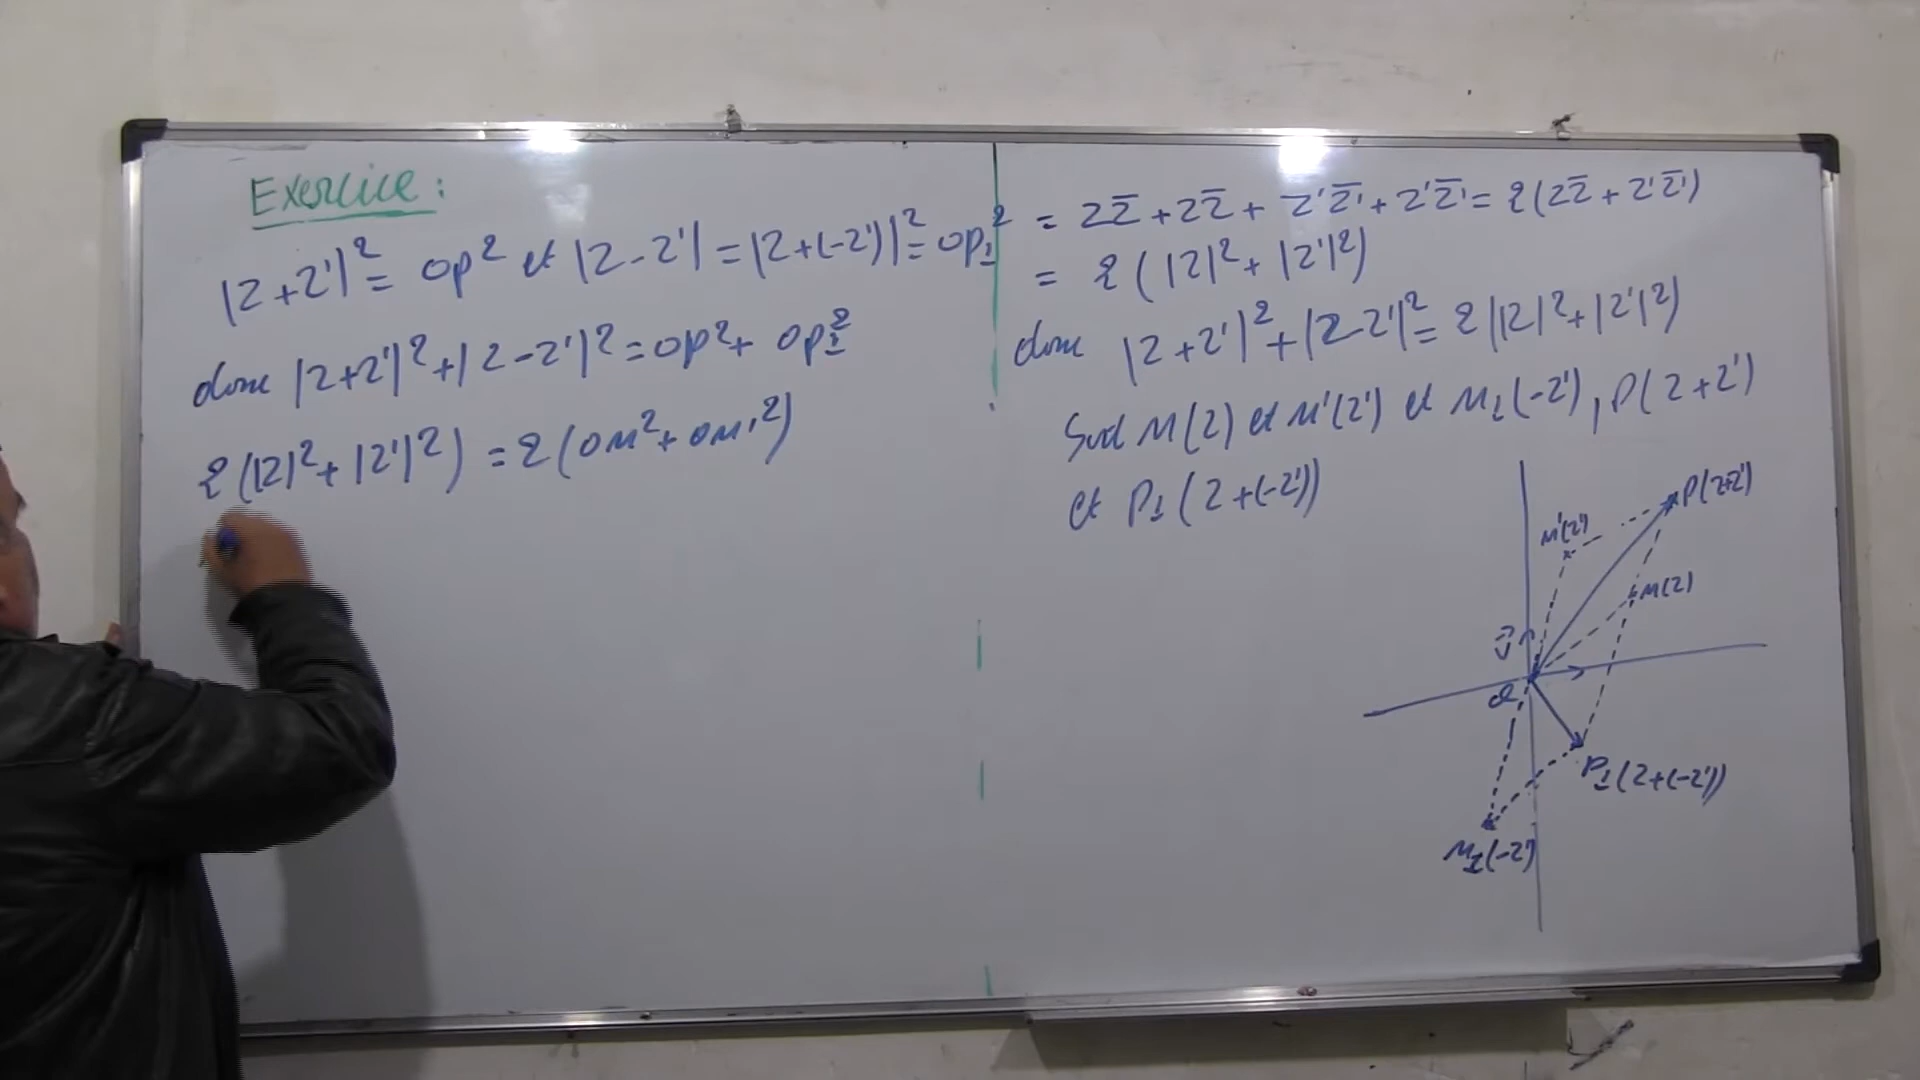 Exercice :
|z+z'|² = OP² et |z-z'| = |z+(-z')|² = OP₁²
donc |z+z'|² + |z-z'|² = OP² + OP₁²
2(|z|² + |z'|²) = 2(OM² + OM'²)
= zz̄ + zz̄ + z'z̄' + z'z̄' = 2(zz̄ + z'z̄')
= 2(|z|² + |z'|²)
donc |z+z'|² + |z-z'|² = 2|z|² + |z'|²)
Soit M(z) et M'(z') et M₁(-z'), P(z+z')
et P₁(z+(-z'))
P(z+z')
M'(z')
M(z)
v⃗
O
P₁(z+(-z'))
M₁(-z')